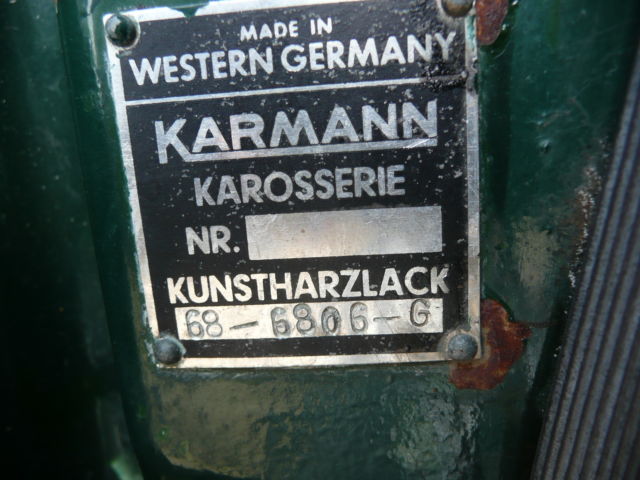 MADE IN
WESTERN GERMANY
KARMANN
KAROSSERIE
NR.
KUNSTHARZLACK
68-6806-G